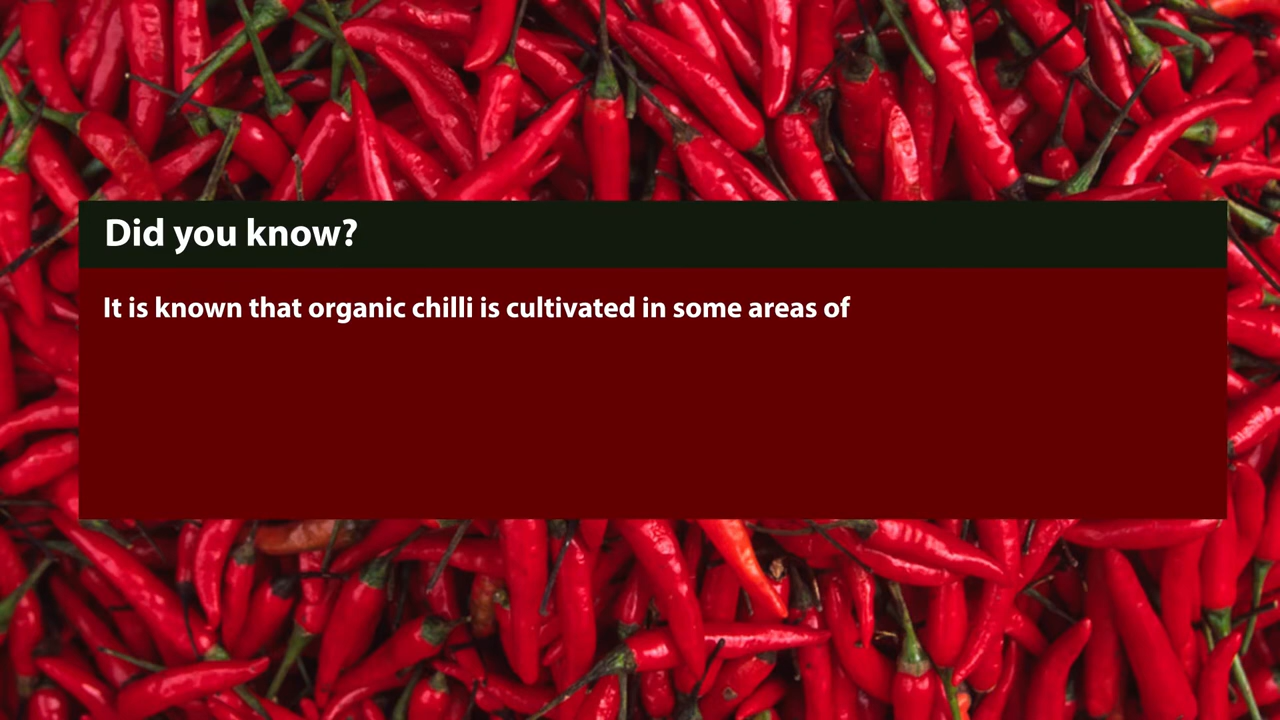 Did you know?
It is known that organic chilli is cultivated in some areas of